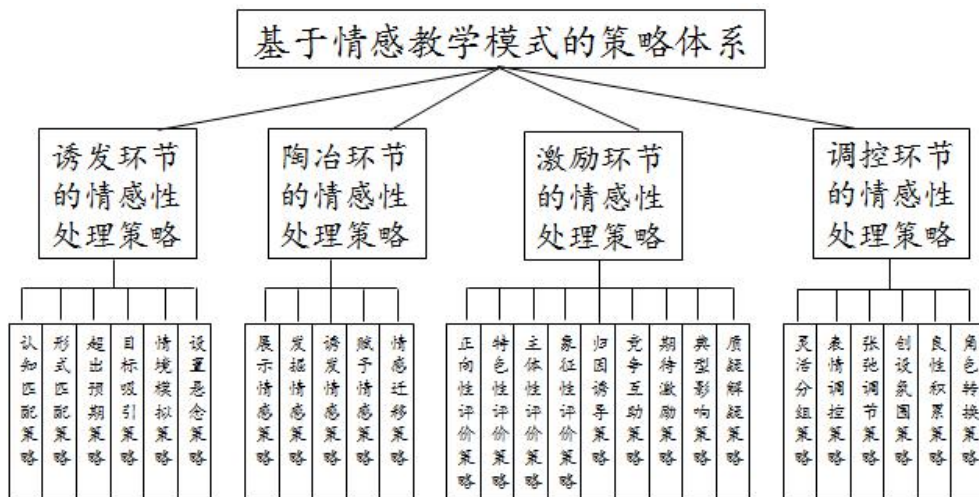 基于情感教学模式的策略体系
诱发环节
的情感性
处理策略
陶冶环节
的情感性
处理策略
激励环节
的情感性
处理策略
调控环节
的情感性
处理策略
认知匹配策略
形式匹配策略
超出预期策略
目标吸引策略
情境模拟策略
设置悬念策略
展示情感策略
发掘情感策略
诱发情感策略
赋予情感策略
情感迁移策略
正向性评价策略
特色性评价策略
主体性评价策略
象征性评价策略
归因诱导策略
竞争互助策略
期待激励策略
典型影响策略
质疑解疑策略
灵活分组策略
表情调控策略
张弛调节策略
创设氛围策略
良性积累策略
角色转换策略